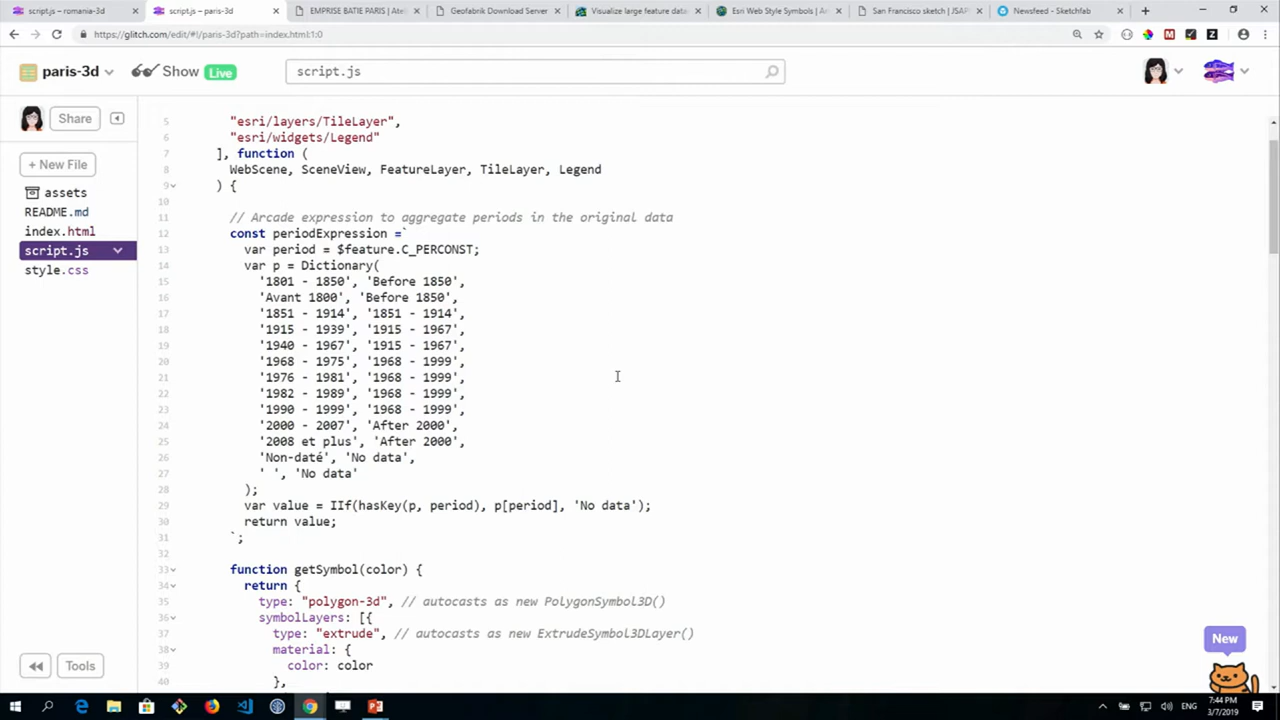 script.js – romania-3d
script.js – paris-3d
EMPRISE BATIE PARIS | Ate
Geofabrik Download Server
Visualize large feature data
Esri Web Style Symbols | A
San Francisco sketch | JSAP
Newsfeed - Sketchfab
https://glitch.com/edit/#!/paris-3d?path=index.html:1:0
paris-3d
Show
Live
script.js
Share
+ New File
assets
README.md
index.html
script.js
style.css
5 "esri/layers/TileLayer",
6 "esri/widgets/Legend"
7 ], function (
8 WebScene, SceneView, FeatureLayer, TileLayer, Legend
9 ) {
10
11 // Arcade expression to aggregate periods in the original data
12 const periodExpression =`
13 var period = $feature.C_PERCONST;
14 var p = Dictionary(
15 '1801 - 1850', 'Before 1850',
16 'Avant 1800', 'Before 1850',
17 '1851 - 1914', '1851 - 1914',
18 '1915 - 1939', '1915 - 1967',
19 '1940 - 1967', '1915 - 1967',
20 '1968 - 1975', '1968 - 1999',
21 '1976 - 1981', '1968 - 1999',
22 '1982 - 1989', '1968 - 1999',
23 '1990 - 1999', '1968 - 1999',
24 '2000 - 2007', 'After 2000',
25 '2008 et plus', 'After 2000',
26 'Non-daté', 'No data',
27 ' ', 'No data'
28 );
29 var value = IIf(hasKey(p, period), p[period], 'No data');
30 return value;
31 `;
32
33 function getSymbol(color) {
34 return {
35 type: "polygon-3d", // autocasts as new PolygonSymbol3D()
36 symbolLayers: [{
37 type: "extrude", // autocasts as new ExtrudeSymbol3DLayer()
38 material: {
39 color: color
40 },
New
Tools
7:44 PM
3/7/2019